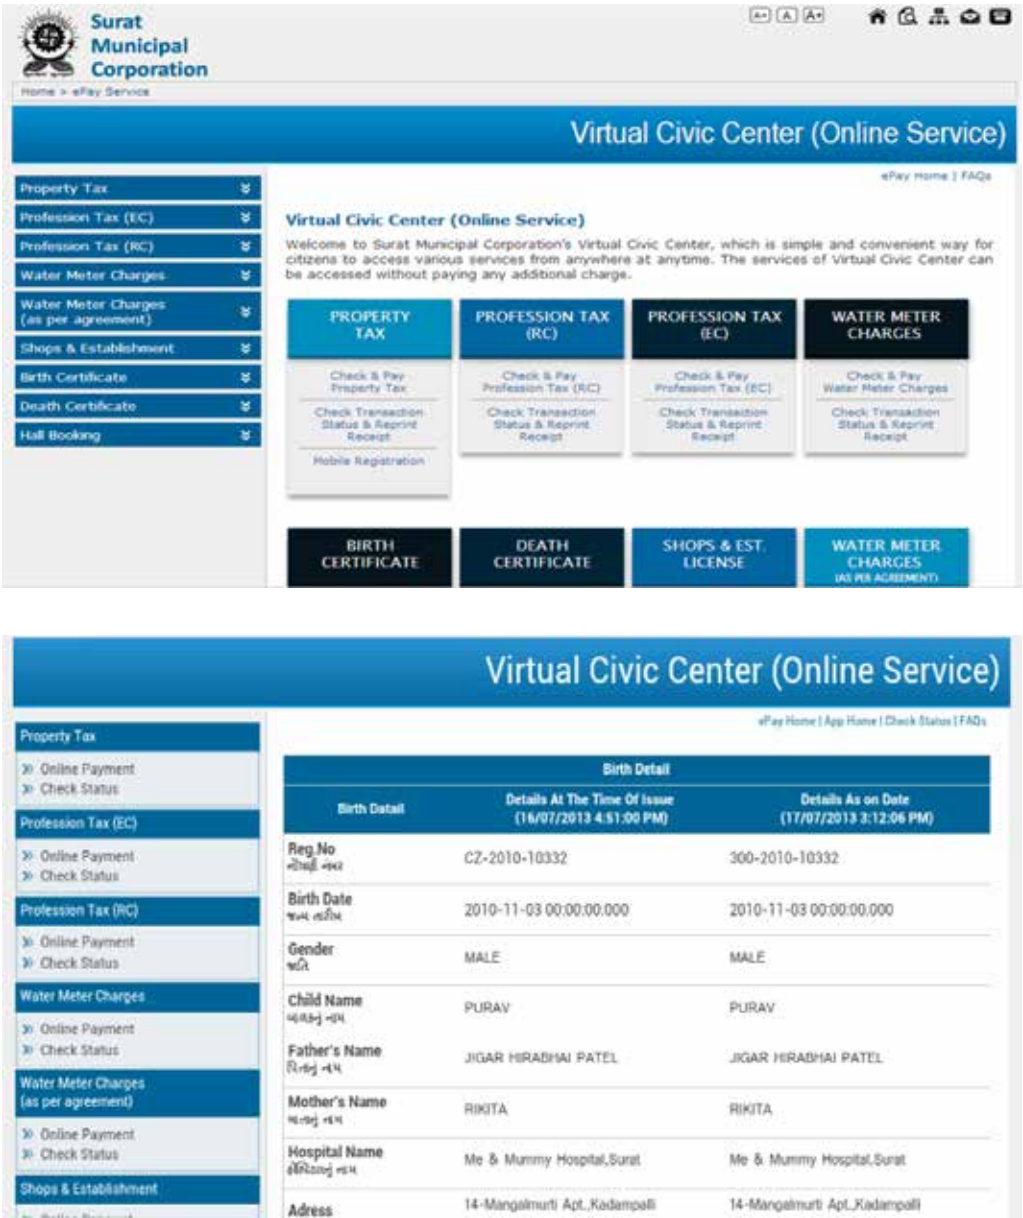 Surat
Municipal
Corporation
A- A A+
Home > ePay Service
Virtual Civic Center (Online Service)
ePay Home | FAQs
Property Tax
Profession Tax (EC)
Profession Tax (RC)
Water Meter Charges
Water Meter Charges
(as per agreement)
Shops & Establishment
Birth Certificate
Death Certificate
Hall Booking
Virtual Civic Center (Online Service)
Welcome to Surat Municipal Corporation's Virtual Civic Center, which is simple and convenient way for
citizens to access various services from anywhere at anytime. The services of Virtual Civic Center can
be accessed without paying any additional charge.
PROPERTY
TAX
Check & Pay
Property Tax
Check Transaction
Status & Reprint
Receipt
Mobile Registration
PROFESSION TAX
(RC)
Check & Pay
Profession Tax (RC)
Check Transaction
Status & Reprint
Receipt
PROFESSION TAX
(EC)
Check & Pay
Profession Tax (EC)
Check Transaction
Status & Reprint
Receipt
WATER METER
CHARGES
Check & Pay
Water Meter Charges
Check Transaction
Status & Reprint
Receipt
BIRTH
CERTIFICATE
DEATH
CERTIFICATE
SHOPS & EST.
LICENSE
WATER METER
CHARGES
(AS PER AGREEMENT)
Virtual Civic Center (Online Service)
ePay Home | App Home | Check Status | FAQs
Property Tax
Online Payment
Check Status
Profession Tax (EC)
Online Payment
Check Status
Profession Tax (RC)
Online Payment
Check Status
Water Meter Charges
Online Payment
Check Status
Water Meter Charges
(as per agreement)
Online Payment
Check Status
Shops & Establishment
Birth Detail
Birth Datail Details At The Time Of Issue Details As on Date
(16/07/2013 4:51:00 PM) (17/07/2013 3:12:06 PM)
Reg.No CZ-2010-10332 300-2010-10332
નોંધણી નંબર
Birth Date 2010-11-03 00:00:00.000 2010-11-03 00:00:00.000
જન્મ તારીખ
Gender MALE MALE
જાતિ
Child Name PURAV PURAV
બાળકનું નામ
Father's Name JIGAR HIRABHAI PATEL JIGAR HIRABHAI PATEL
પિતાનું નામ
Mother's Name RIKITA RIKITA
માતાનું નામ
Hospital Name Me & Mummy Hospital,Surat Me & Mummy Hospital,Surat
હોસ્પિટલનું નામ
Adress 14-Mangalmurti Apt.,Kadampalli 14-Mangalmurti Apt.,Kadampalli